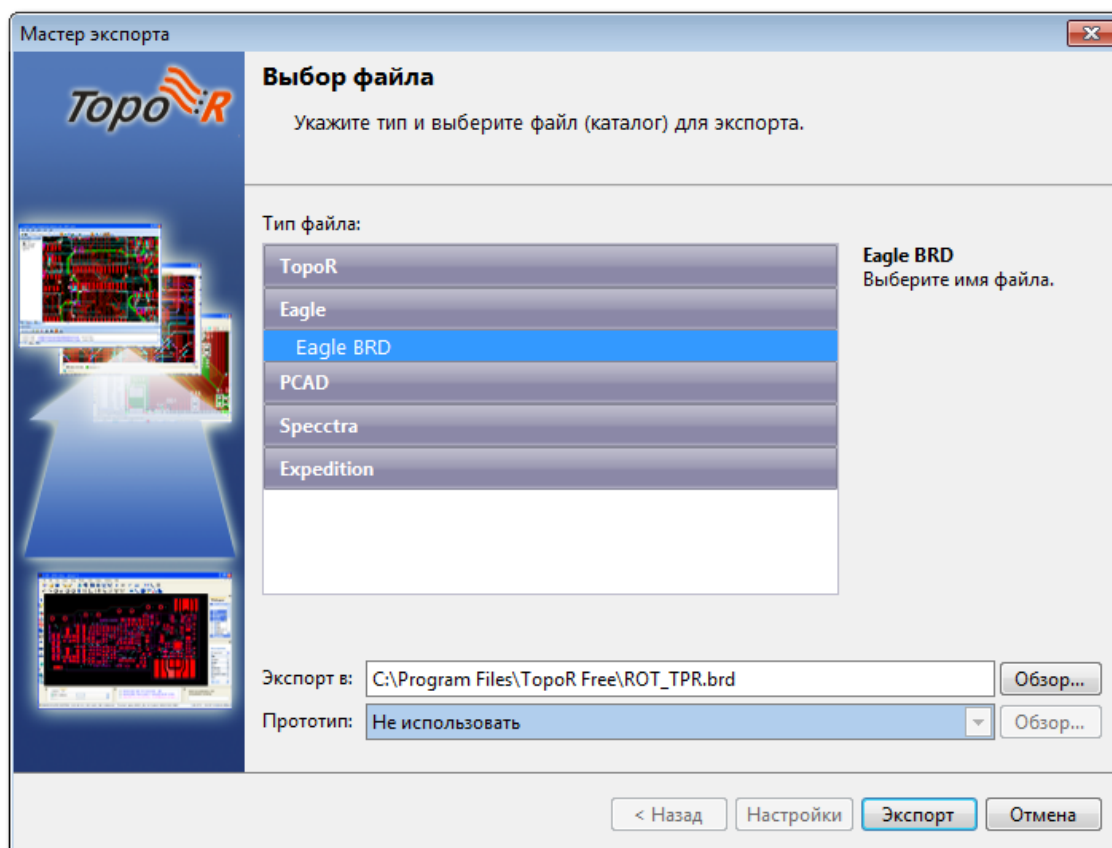 Мастер экспорта
TopoR
Выбор файла
Укажите тип и выберите файл (каталог) для экспорта.
Тип файла:
TopoR
Eagle
Eagle BRD
PCAD
Specctra
Expedition
Eagle BRD
Выберите имя файла.
Экспорт в: C:\Program Files\TopoR Free\ROT_TPR.brd Обзор...
Прототип: Не использовать Обзор...
< Назад Настройки Экспорт Отмена